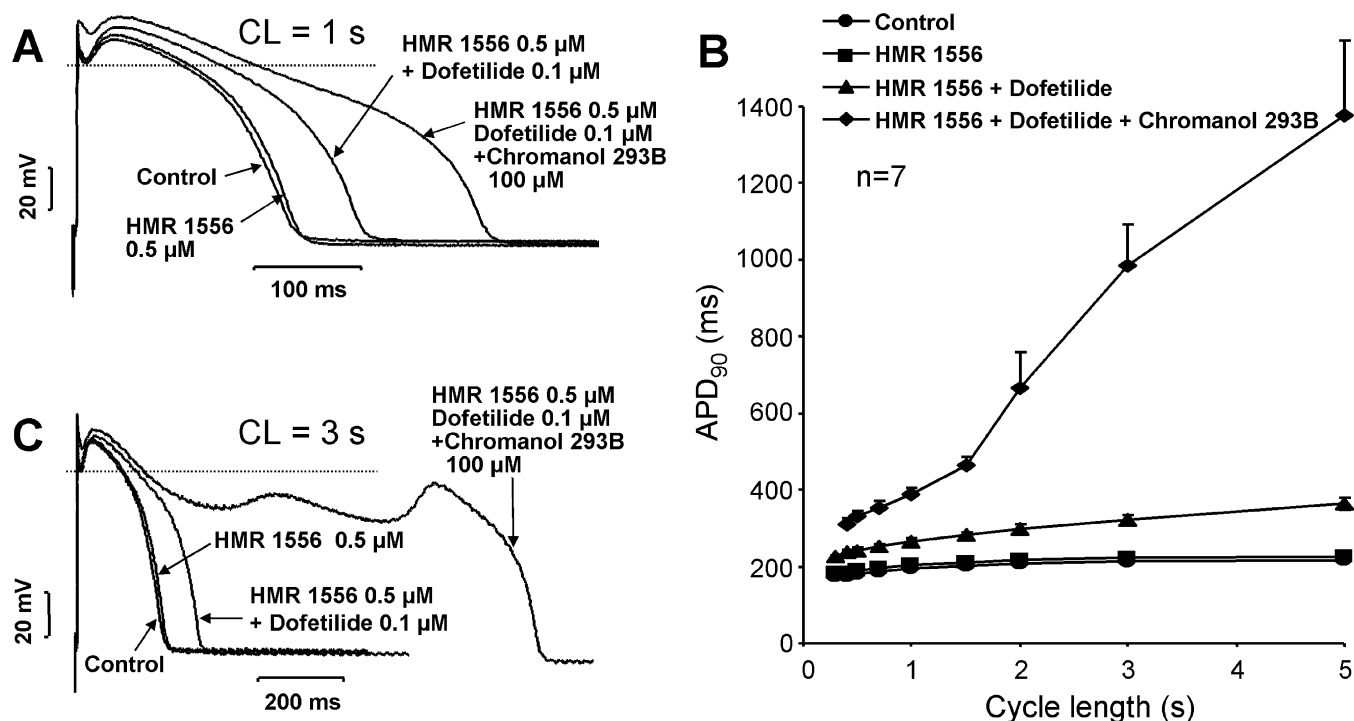 A
CL = 1 s
HMR 1556 0.5 µM
+ Dofetilide 0.1 µM
HMR 1556 0.5 µM
Dofetilide 0.1 µM
+Chromanol 293B
100 µM
Control
HMR 1556
0.5 µM
20 mV
100 ms
B
Control
HMR 1556
HMR 1556 + Dofetilide
HMR 1556 + Dofetilide + Chromanol 293B
n=7
APD90 (ms)
1400
1200
1000
800
600
400
200
0
0 1 2 3 4 5
Cycle length (s)
C
CL = 3 s
HMR 1556 0.5 µM
Dofetilide 0.1 µM
+Chromanol 293B
100 µM
HMR 1556 0.5 µM
HMR 1556 0.5 µM
+ Dofetilide 0.1 µM
Control
20 mV
200 ms